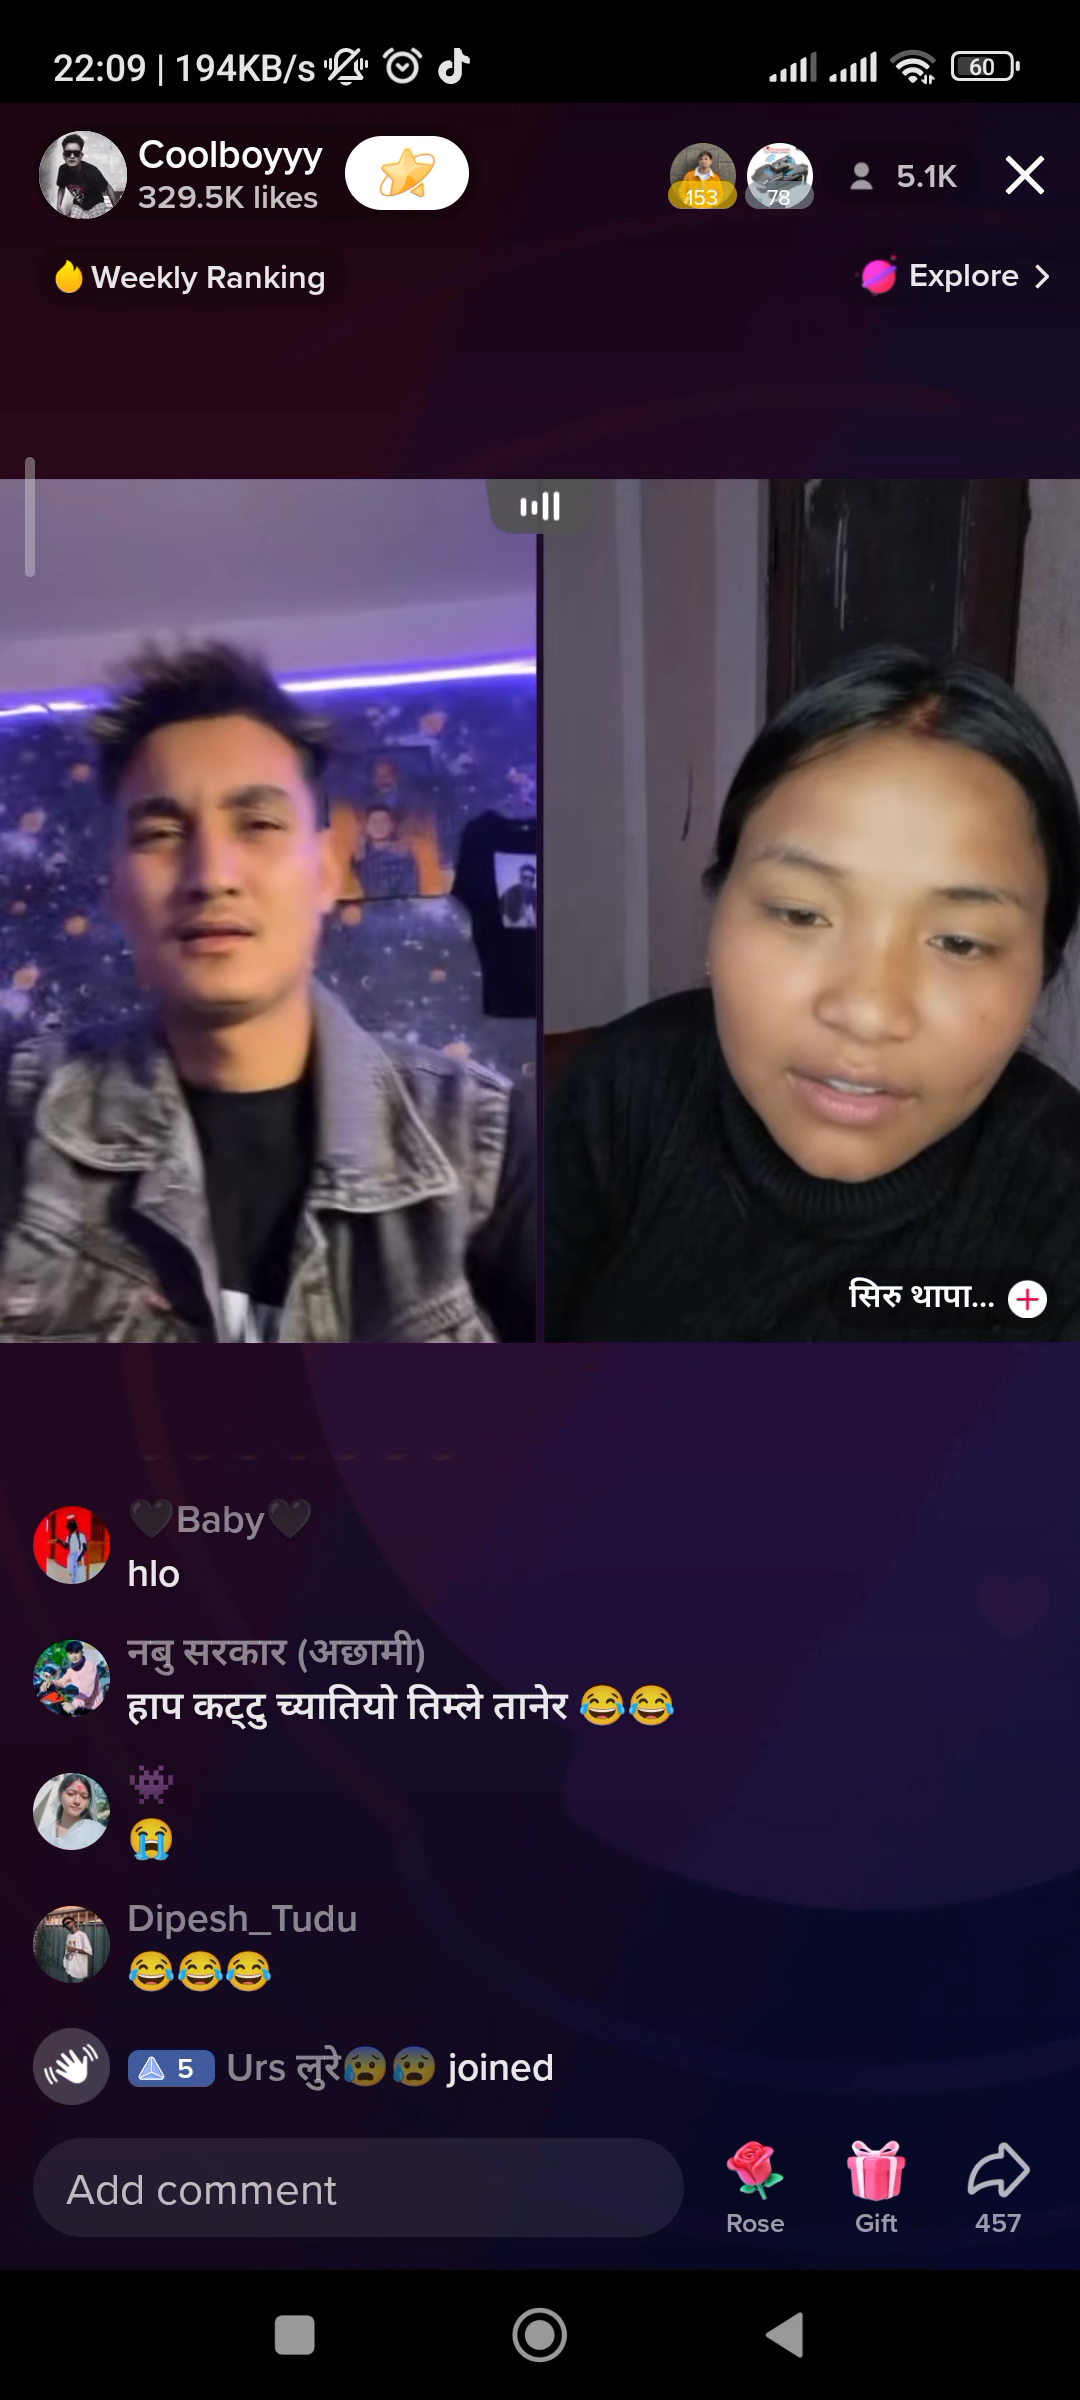 22:09 | 194KB/s
60
Coolboyyy
329.5K likes
153
78
5.1K
Weekly Ranking
Explore
सिरु थापा...
🖤Baby🖤
hlo
नबु सरकार (अछामी)
हाप कट्टु च्यातियो तिम्ले तानेर 😂😂
👾
😭
Dipesh_Tudu
😂😂😂
5 Urs लुरे😰😰 joined
Add comment
Rose
Gift
457